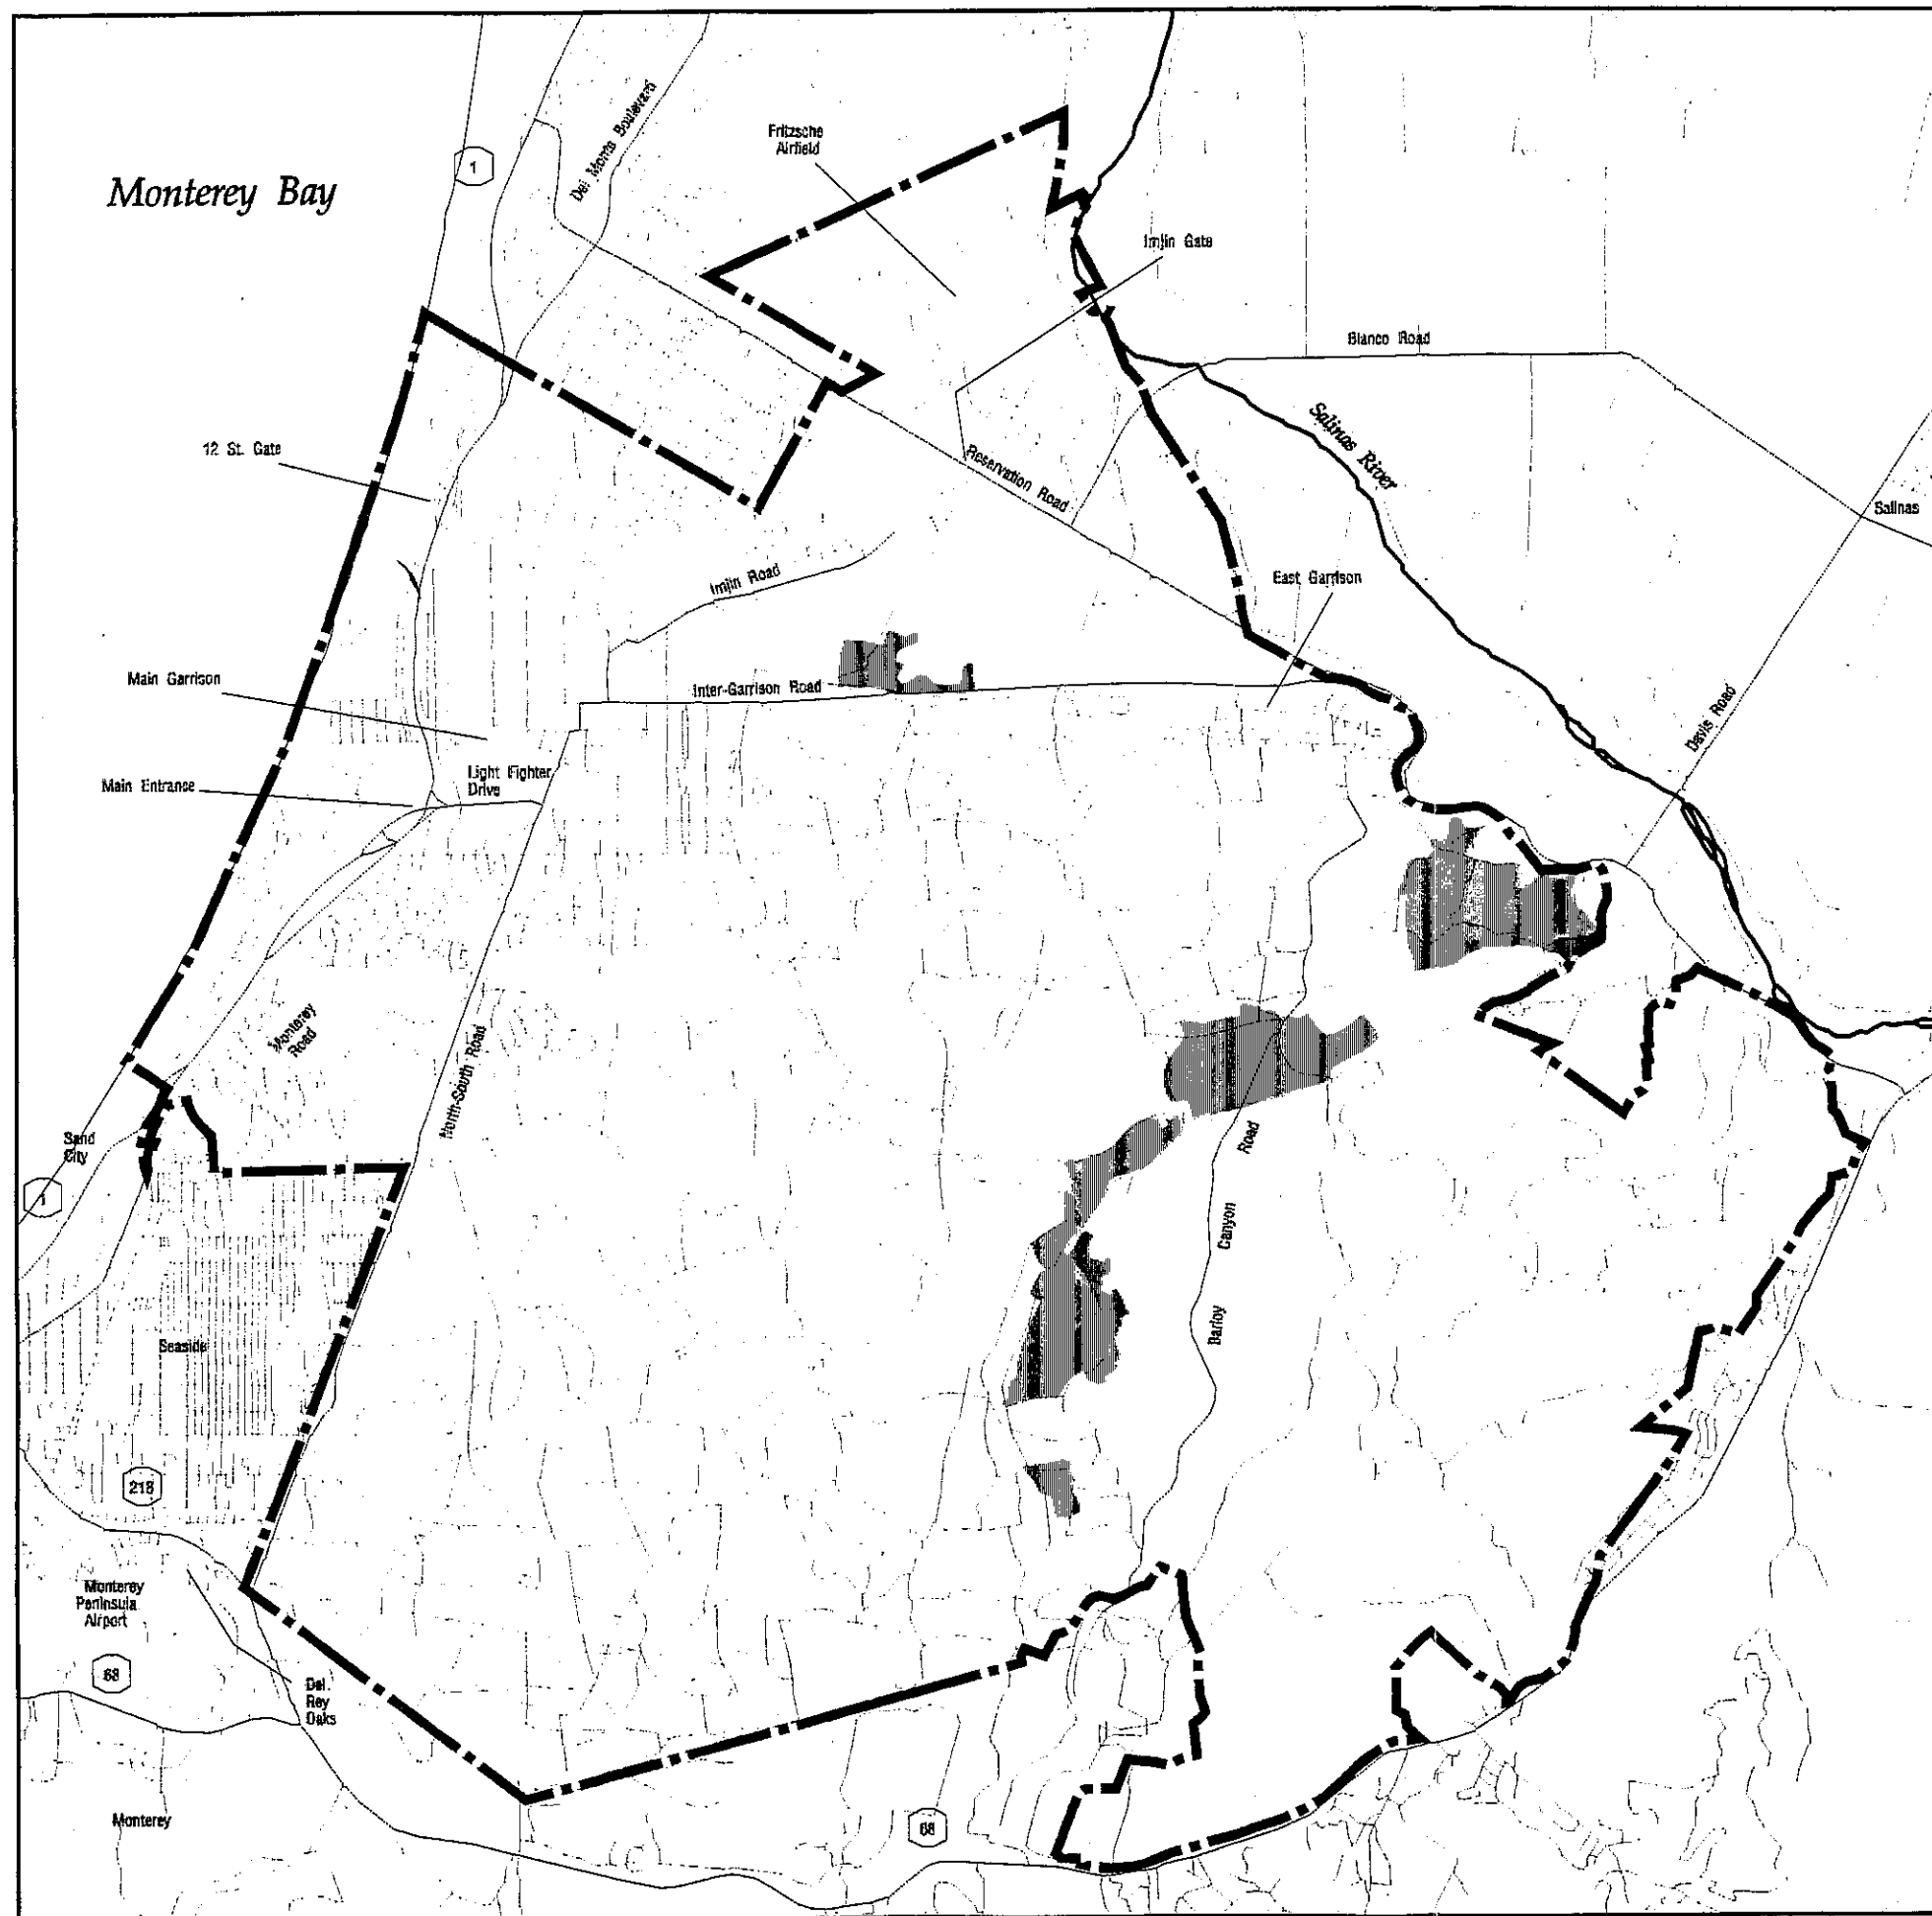 Monterey Bay
1
Del Monte Boulevard
Fritzsche
Airfield
Imjin Gate
Blanco Road
12 St. Gate
Salinas River
Reservation Road
Salinas
Imjin Road
East Garrison
Main Garrison
Inter-Garrison Road
Davis Road
Light Fighter
Drive
Main Entrance
Monterey
Road
North-South Road
Sand
City
1
Road
Canyon
Barloy
Seaside
218
Monterey
Peninsula
Airport
68
Del
Rey
Oaks
Monterey
68